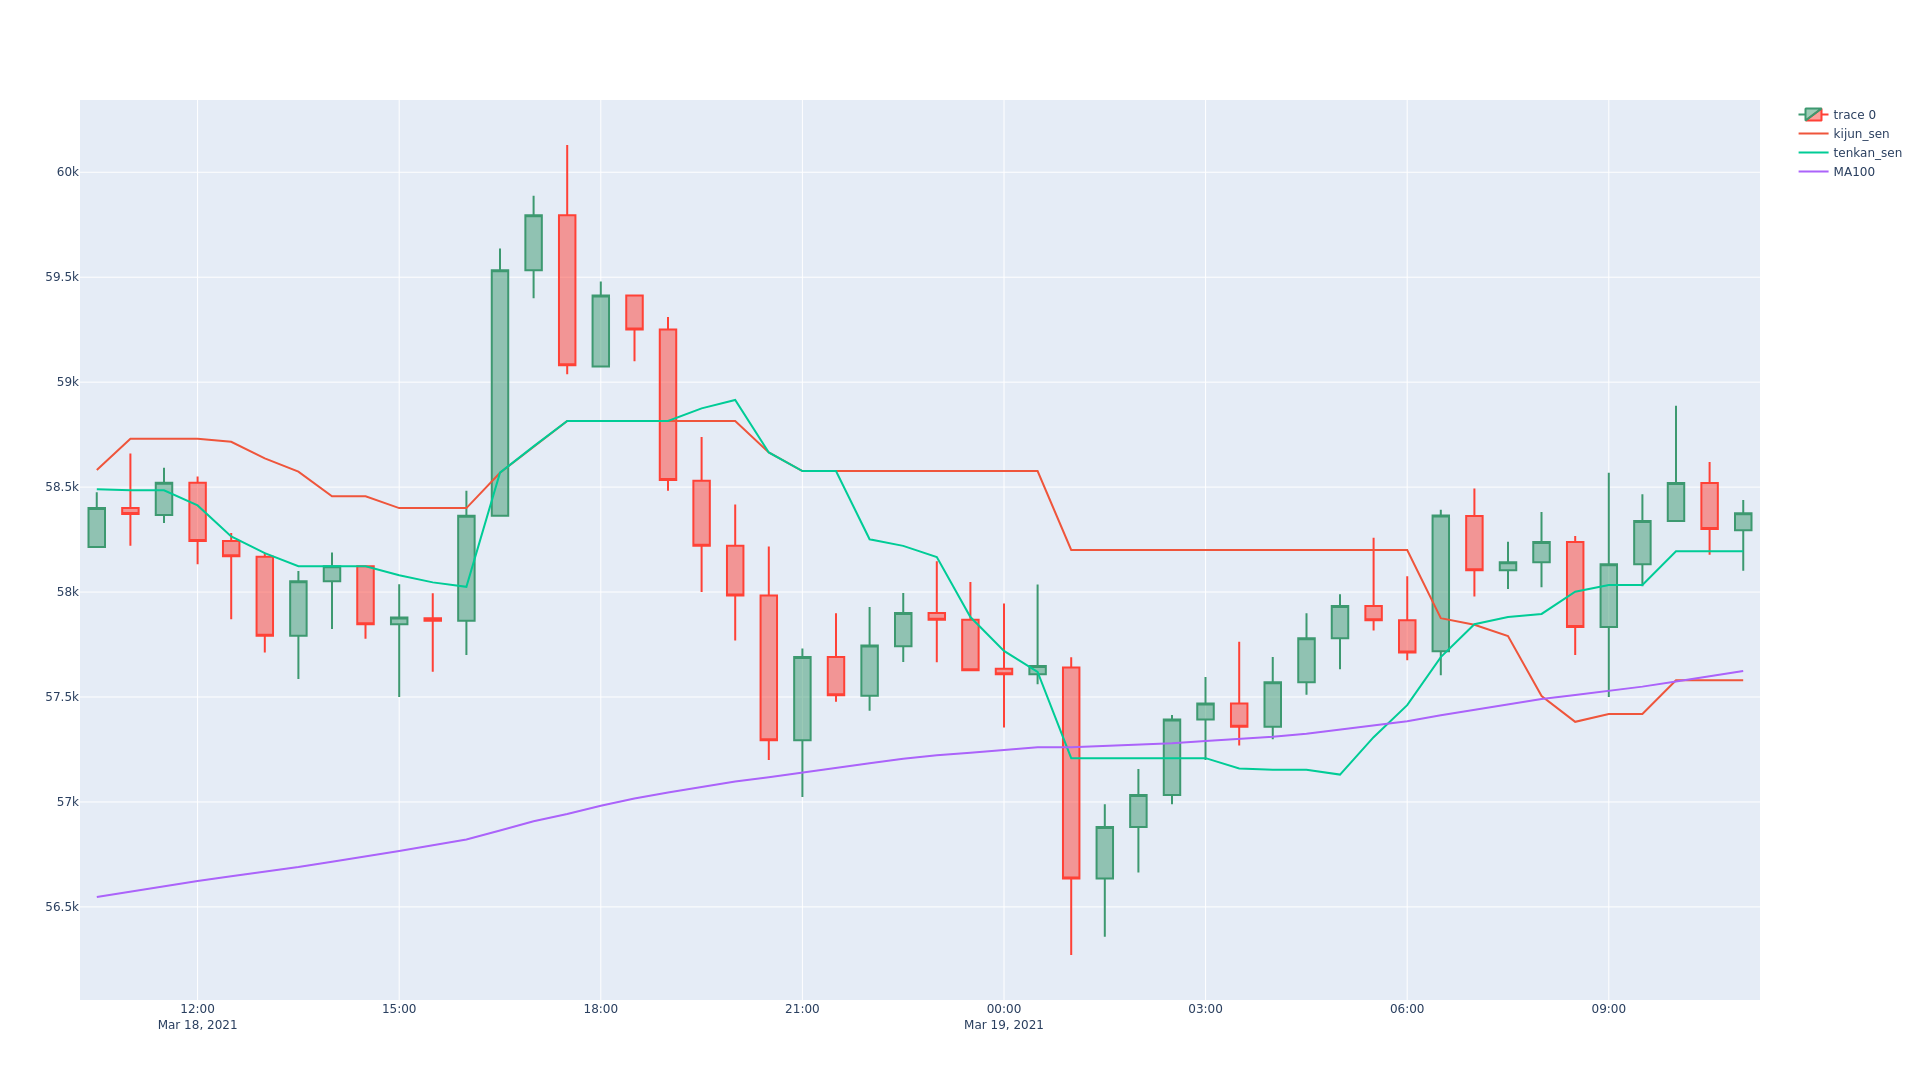 trace 0
kijun_sen
tenkan_sen
MA100
60k
59.5k
59k
58.5k
58k
57.5k
57k
56.5k
12:00 15:00 18:00 21:00 00:00 03:00 06:00 09:00
Mar 18, 2021 Mar 19, 2021